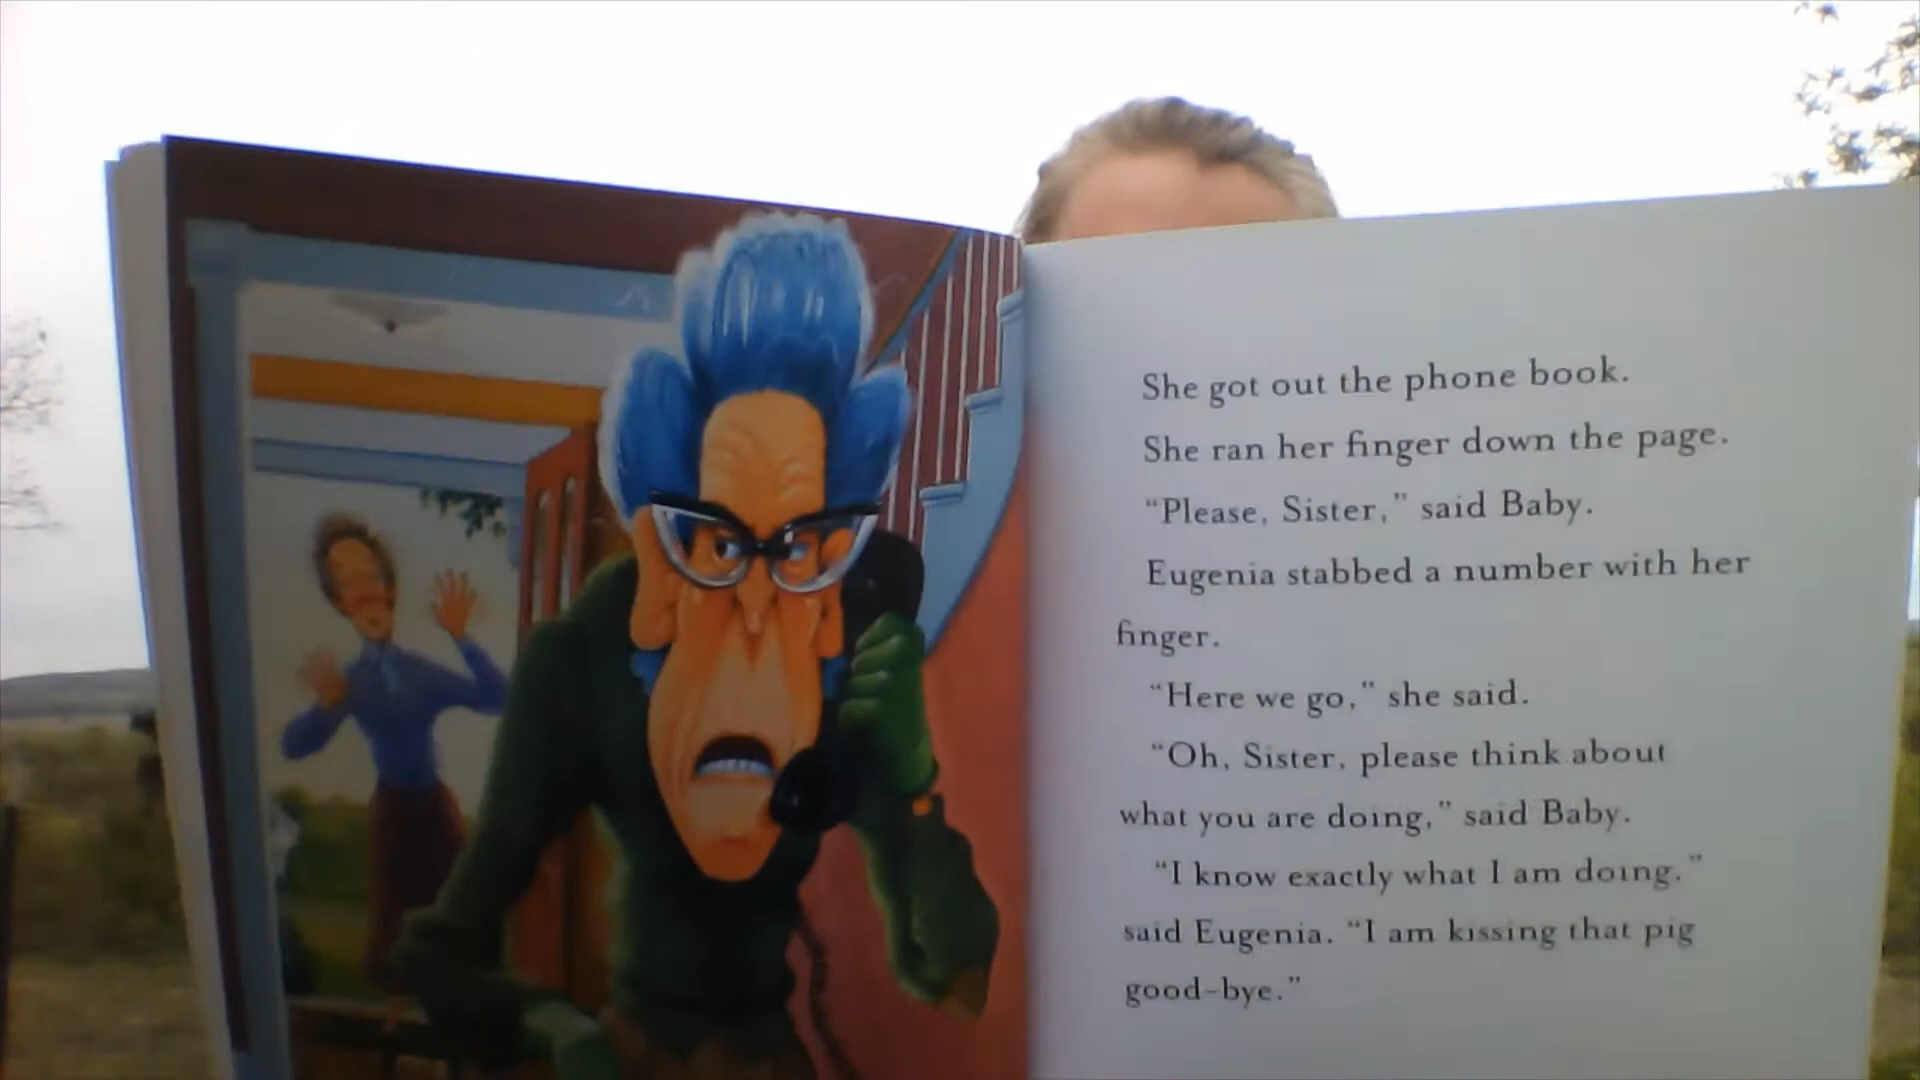 She got out the phone book.
She ran her finger down the page.
“Please, Sister,” said Baby.
Eugenia stabbed a number with her
finger.
“Here we go,” she said.
“Oh, Sister, please think about
what you are doing,” said Baby.
“I know exactly what I am doing.”
said Eugenia. “I am kissing that pig
good-bye.”